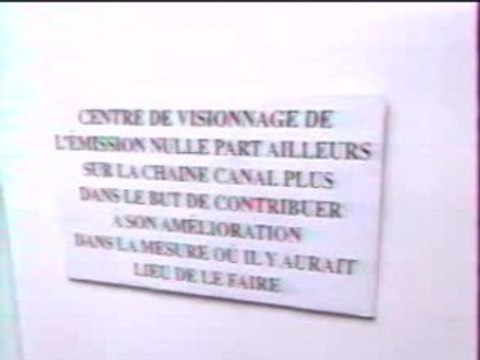 CENTRE DE VISIONNAGE DE
L'ÉMISSION NULLE PART AILLEURS
SUR LA CHAINE CANAL PLUS
DANS LE BUT DE CONTRIBUER
A SON AMÉLIORATION
DANS LA MESURE OÙ IL Y AURAIT
LIEU DE LE FAIRE